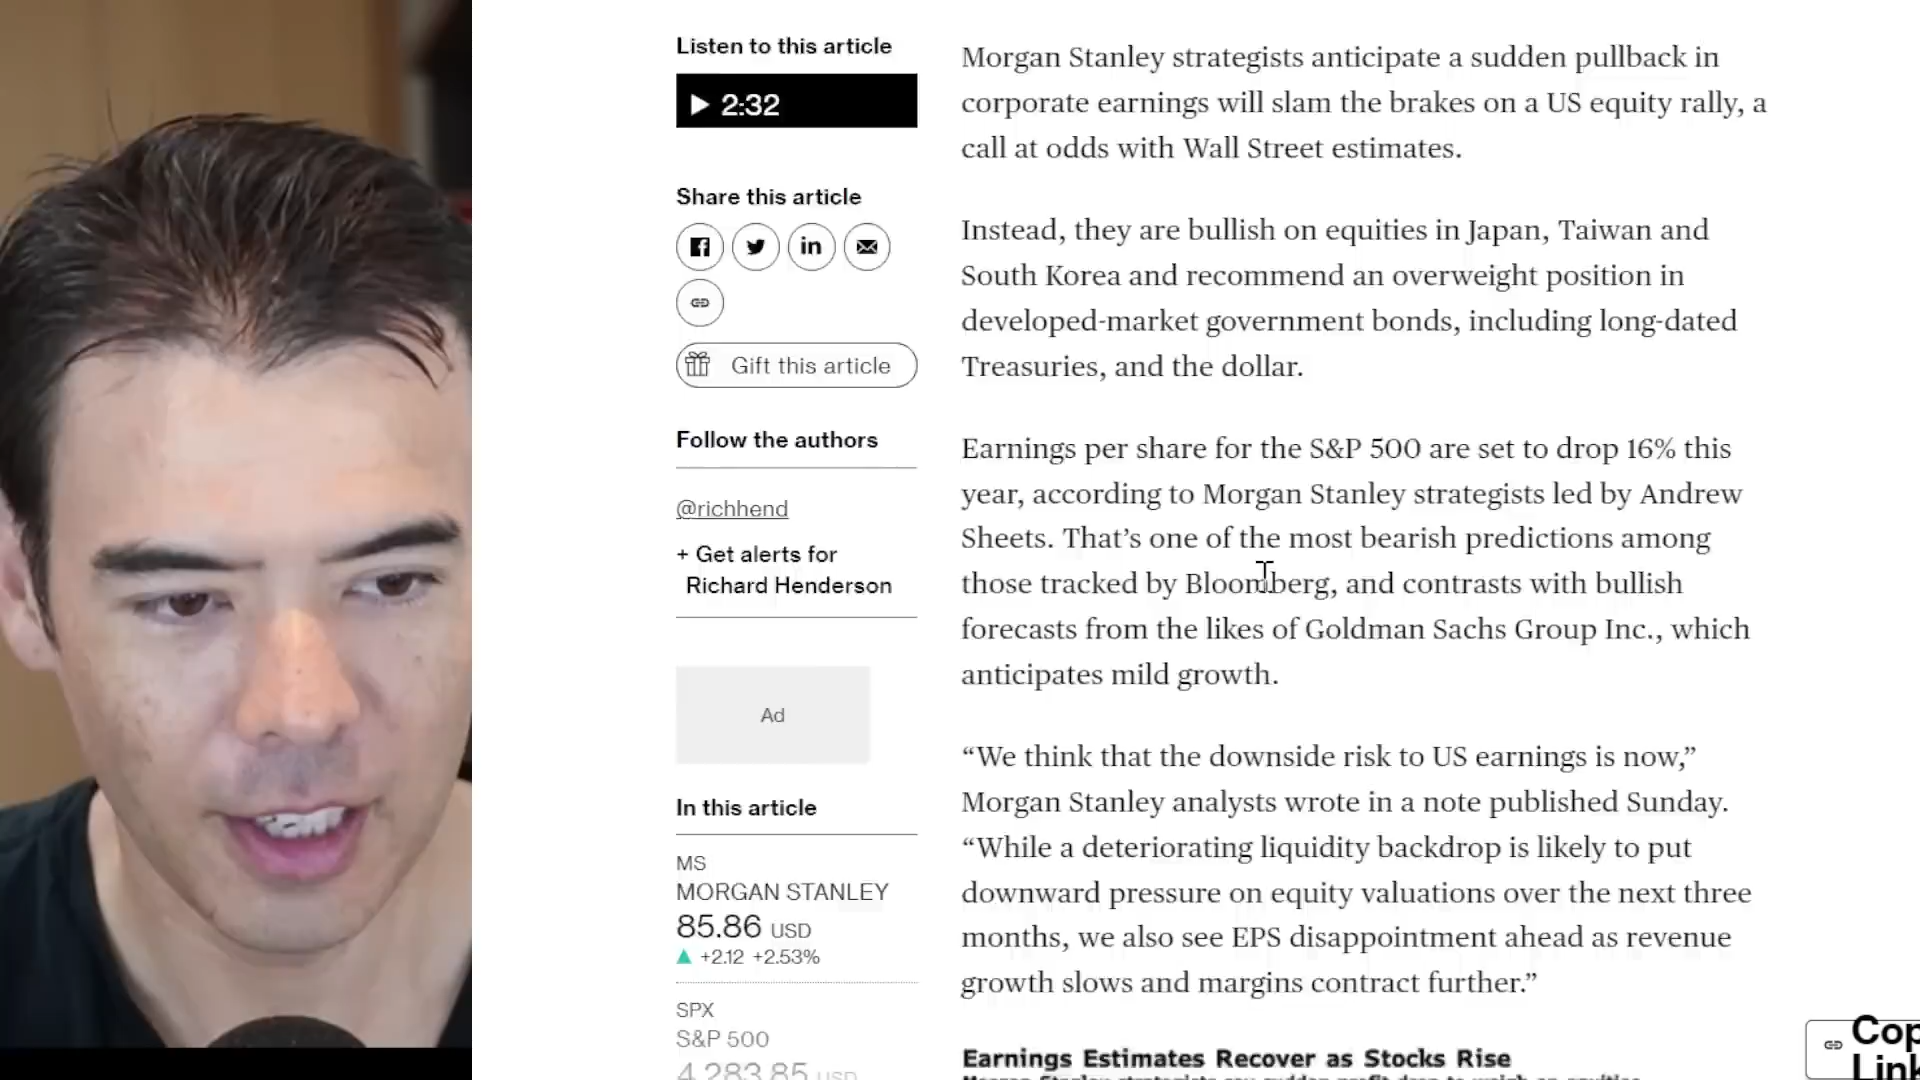 Listen to this article
2:32
Share this article
Gift this article
Follow the authors
@richhend
+ Get alerts for
Richard Henderson
Ad
In this article
MS
MORGAN STANLEY
85.86 USD
+2.12 +2.53%
SPX
S&P 500
4,283.85 USD
Morgan Stanley strategists anticipate a sudden pullback in
corporate earnings will slam the brakes on a US equity rally, a
call at odds with Wall Street estimates.
Instead, they are bullish on equities in Japan, Taiwan and
South Korea and recommend an overweight position in
developed-market government bonds, including long-dated
Treasuries, and the dollar.
Earnings per share for the S&P 500 are set to drop 16% this
year, according to Morgan Stanley strategists led by Andrew
Sheets. That’s one of the most bearish predictions among
those tracked by Bloomberg, and contrasts with bullish
forecasts from the likes of Goldman Sachs Group Inc., which
anticipates mild growth.
“We think that the downside risk to US earnings is now,”
Morgan Stanley analysts wrote in a note published Sunday.
“While a deteriorating liquidity backdrop is likely to put
downward pressure on equity valuations over the next three
months, we also see EPS disappointment ahead as revenue
growth slows and margins contract further.”
Earnings Estimates Recover as Stocks Rise
Cop
Link